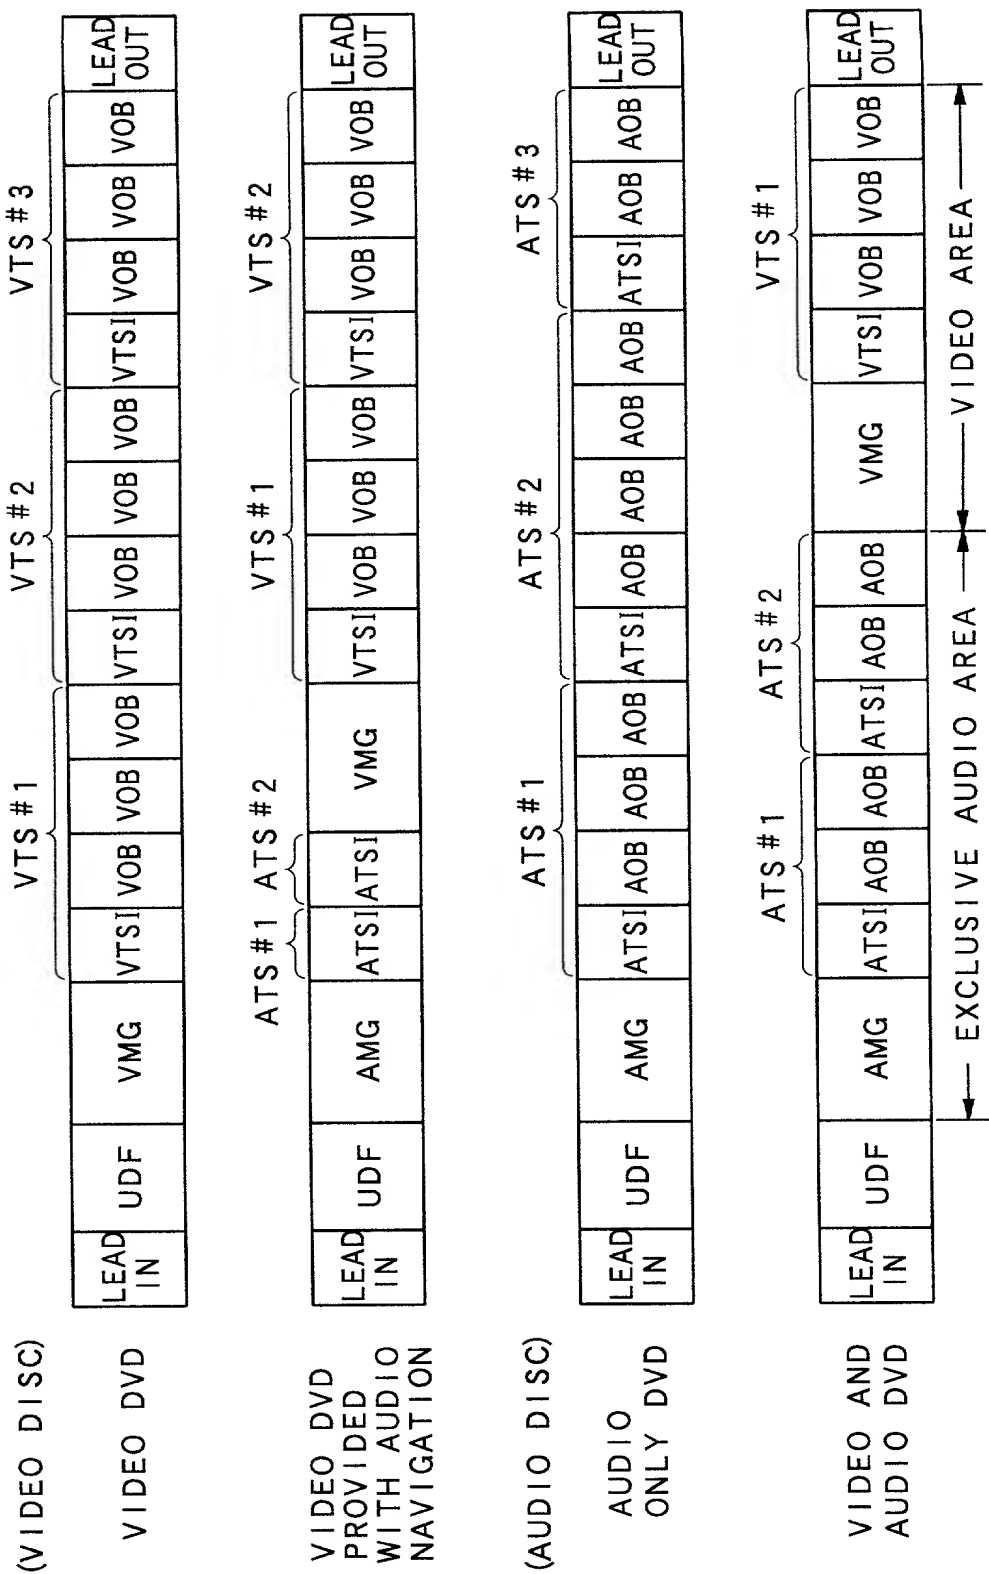 (VIDEO DISC)
VTS#1 VTS#2 VTS#3
VIDEO DVD
LEAD IN UDF VMG VTSI VOB VOB VOB VTSI VOB VOB VOB VTSI VOB VOB VOB LEAD OUT
ATS#1 ATS#2 VTS#1 VTS#2
VIDEO DVD
PROVIDED
WITH AUDIO
NAVIGATION
LEAD IN UDF AMG ATSI ATSI VMG VTSI VOB VOB VOB VTSI VOB VOB VOB LEAD OUT
(AUDIO DISC)
ATS#1 ATS#2 ATS#3
AUDIO
ONLY DVD
LEAD IN UDF AMG ATSI AOB AOB AOB ATSI AOB AOB AOB AOB ATSI AOB AOB LEAD OUT
ATS#1 ATS#2 VTS#1
VIDEO AND
AUDIO DVD
LEAD IN UDF AMG ATSI AOB AOB ATSI AOB AOB VMG VTSI VOB VOB VOB LEAD OUT
EXCLUSIVE AUDIO AREA VIDEO AREA